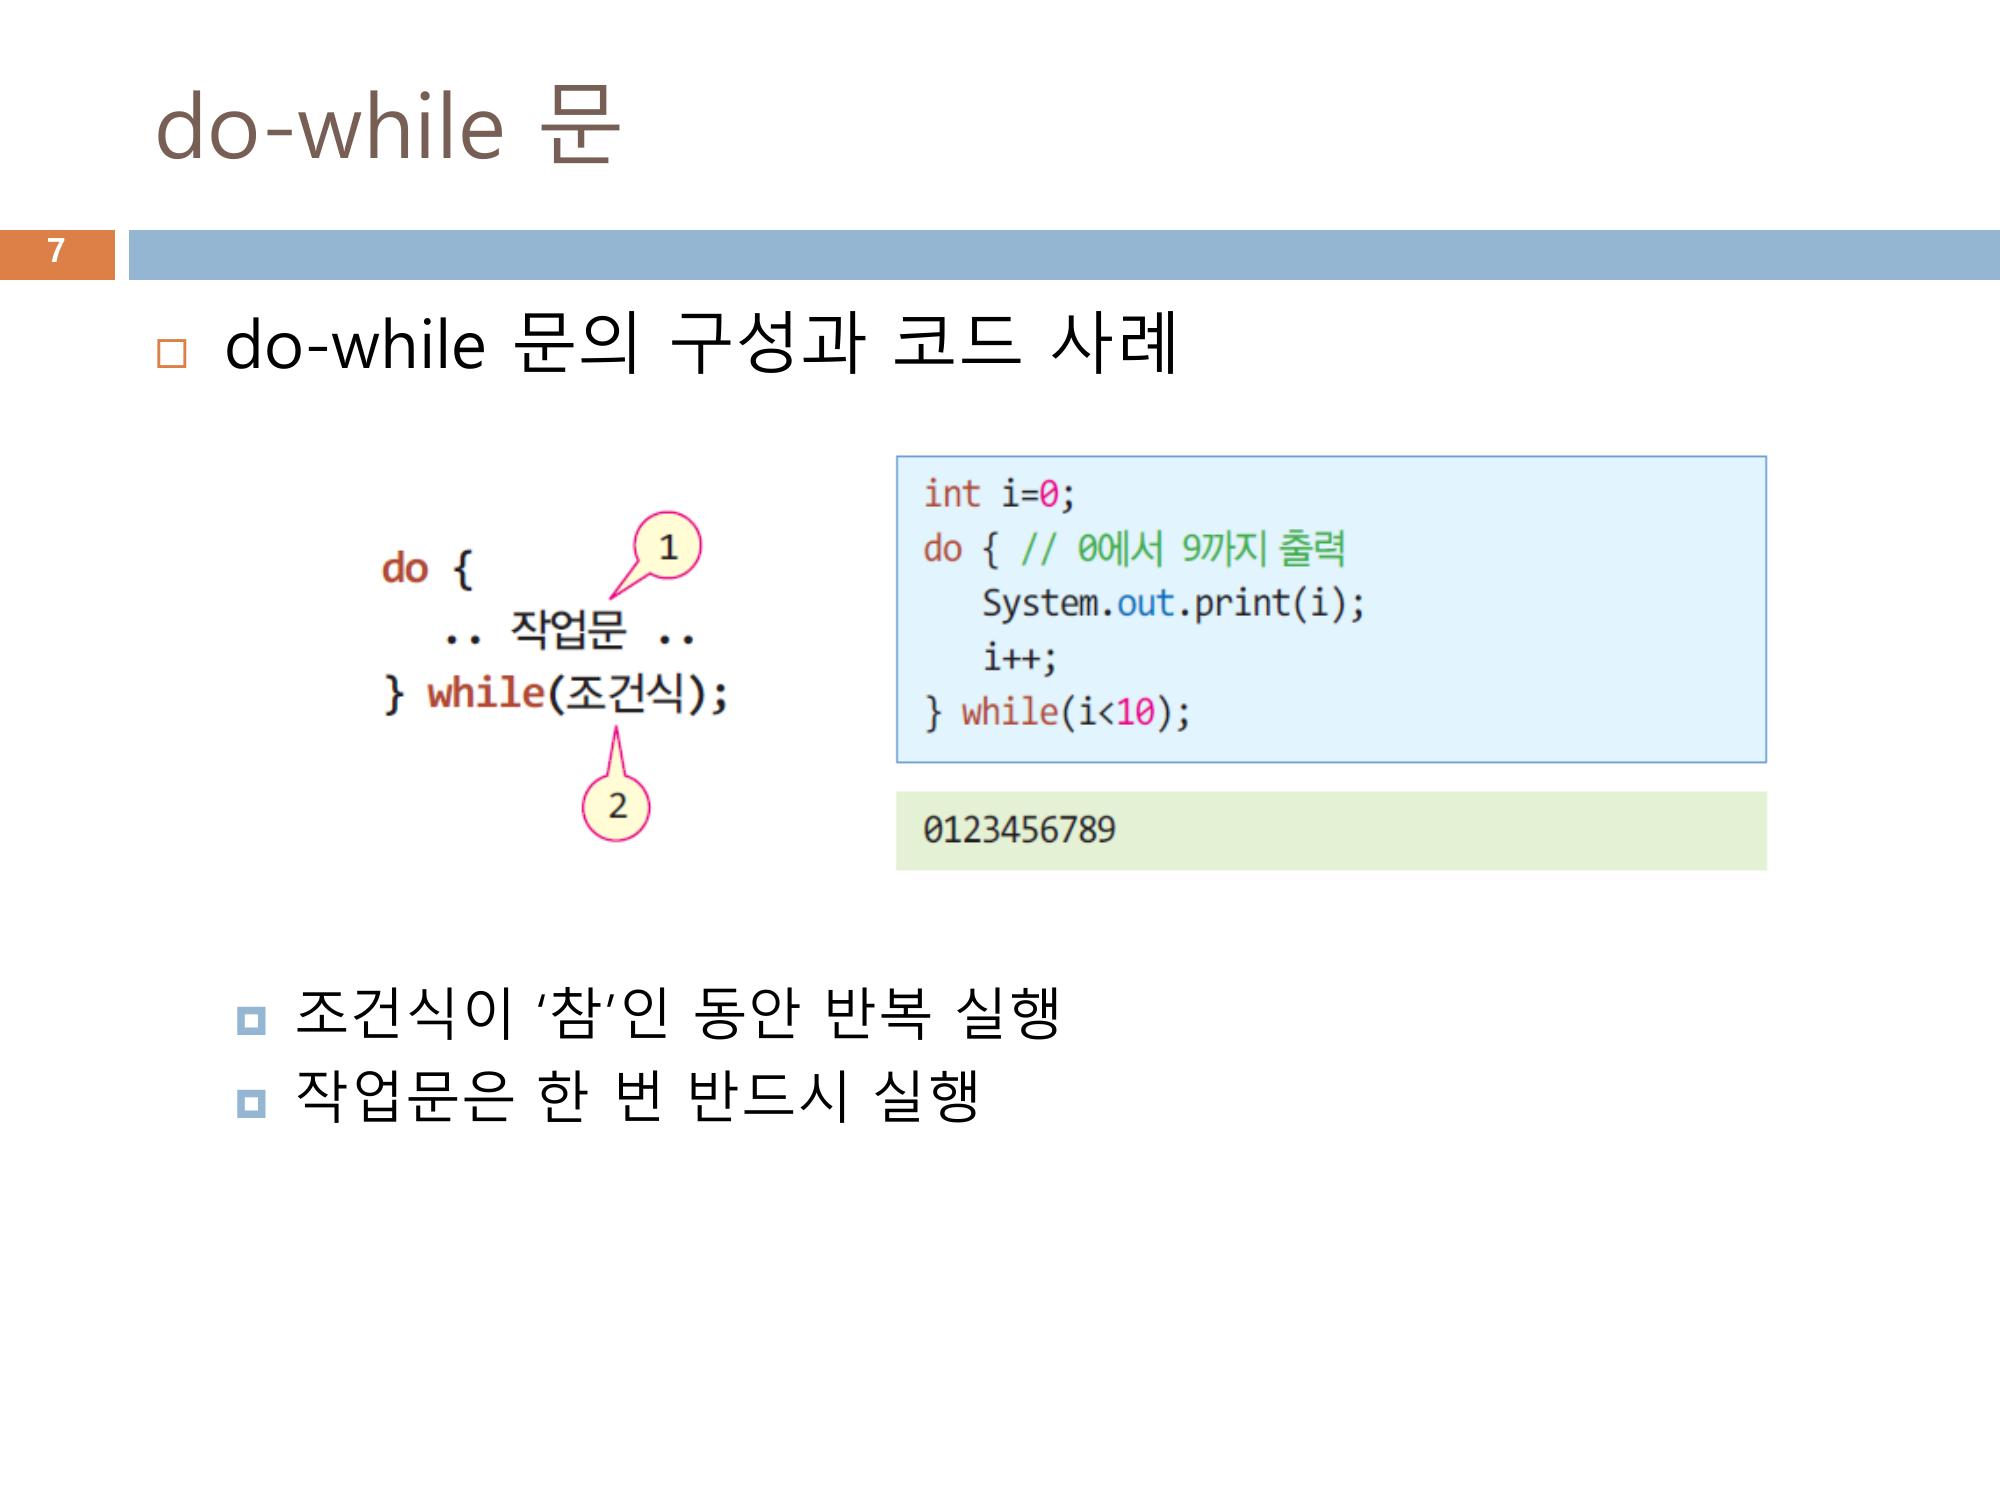 do-while 문
7
do-while 문의 구성과 코드 사례
1
do {
.. 작업문 ..
} while(조건식);
2
int i=0;
do { // 0에서 9까지 출력
System.out.print(i);
i++;
} while(i<10);
0123456789
조건식이 ‘참’인 동안 반복 실행
작업문은 한 번 반드시 실행